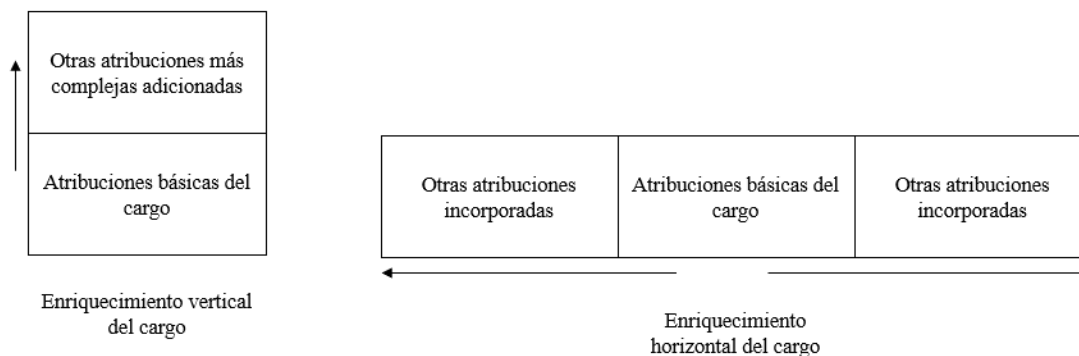 Otras atribuciones más
complejas adicionadas
Atribuciones básicas del
cargo
Enriquecimiento vertical
del cargo
Otras atribuciones
incorporadas
Atribuciones básicas del
cargo
Otras atribuciones
incorporadas
Enriquecimiento
horizontal del cargo